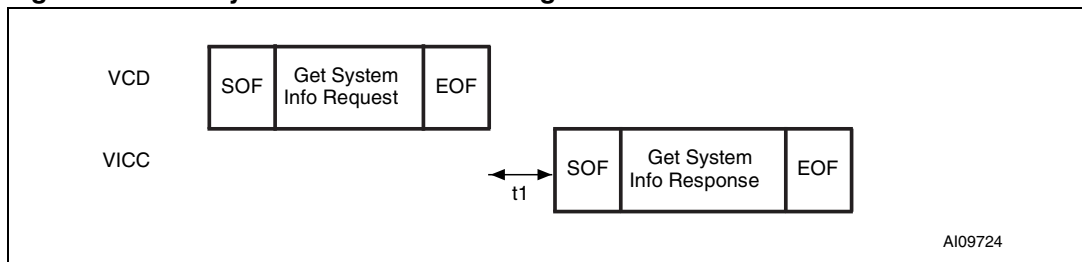 VCD
SOF
Get System
Info Request
EOF
VICC
t1
SOF
Get System
Info Response
EOF
AI09724